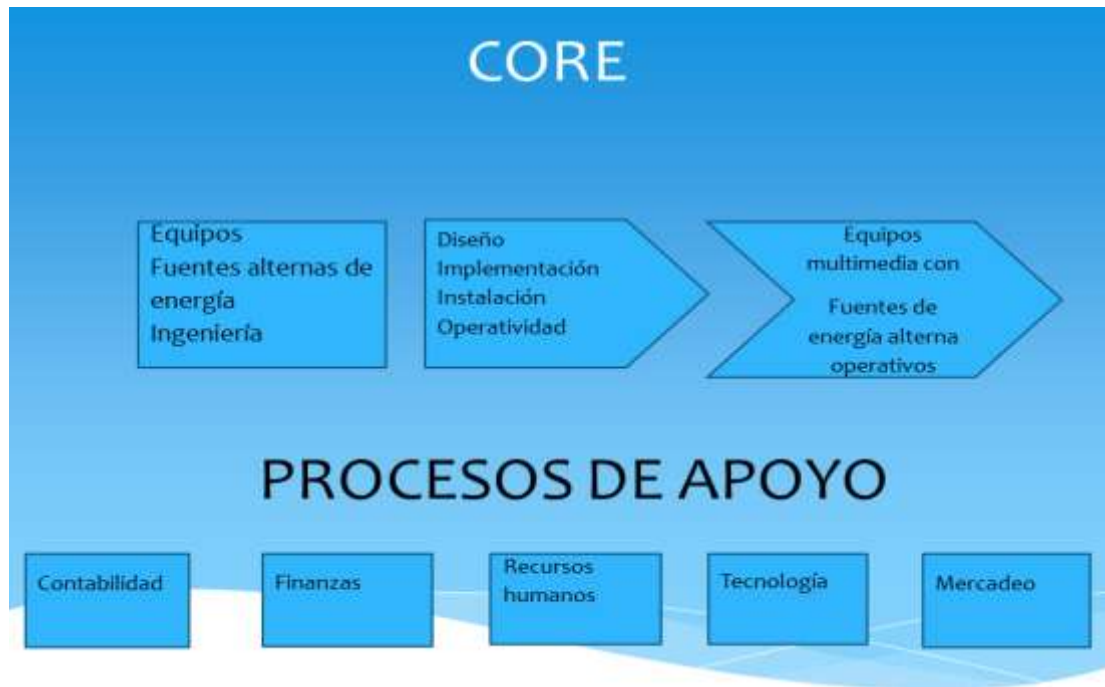 CORE
Equipos
Fuentes alternas de
energía
Ingeniería
Diseño
Implementación
Instalación
Operatividad
Equipos
multimedia con
Fuentes de
energía alterna
operativos
PROCESOS DE APOYO
Contabilidad
Finanzas
Recursos
humanos
Tecnología
Mercadeo